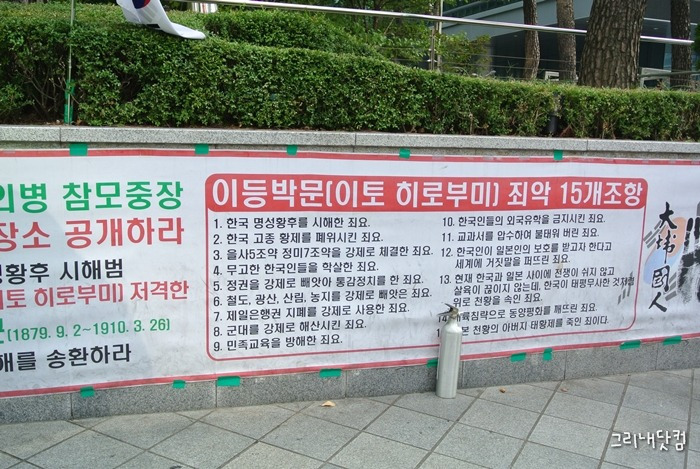 의병 참모중장
장소 공개하라
황후 시해범
이토 히로부미) 저격한
(1879. 9. 2~1910. 3. 26)
해를 송환하라
이등박문(이토 히로부미) 죄악 15개조항
1. 한국 명성황후를 시해한 죄요.
2. 한국 고종 황제를 폐위시킨 죄요.
3. 을사5조약 정미7조약을 강제로 체결한 죄요.
4. 무고한 한국인들을 학살한 죄요.
5. 정권을 강제로 빼앗아 통감정치를 한 죄요.
6. 철도, 광산, 산림, 농지를 강제로 빼앗은 죄요.
7. 제일은행권 지폐를 강제로 사용한 죄요.
8. 군대를 강제로 해산시킨 죄요.
9. 민족교육을 방해한 죄요.
10. 한국인들의 외국유학을 금지시킨 죄요.
11. 교과서를 압수하여 불태워 버린 죄요.
12. 한국인이 일본인의 보호를 받고자 한다고
세계에 거짓말을 퍼뜨린 죄요.
13. 현재 한국과 일본 사이에 전쟁이 쉬지 않고
살육이 끊이지 않는데, 한국이 태평무사한 것처럼
위로 천황을 속인 죄요.
14. 대륙침략으로 동양평화를 깨뜨린 죄요.
본 천황의 아버지 태황제를 죽인 죄이다.
大韓國人
그리내닷컴